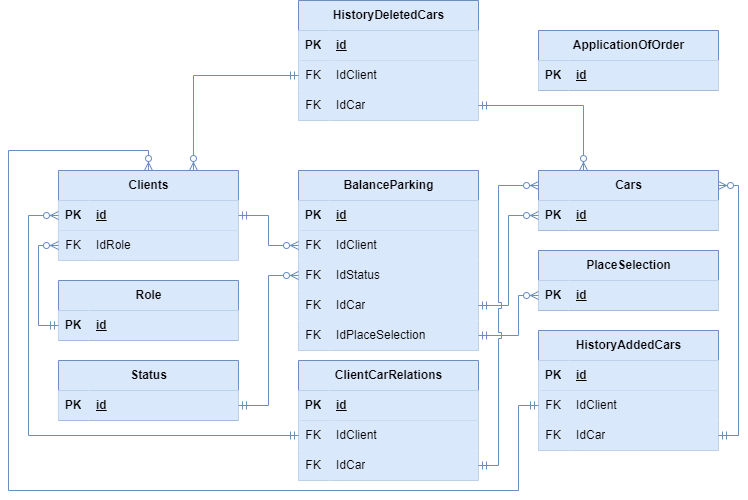 HistoryDeletedCars
PK id
FK IdClient
FK IdCar
ApplicationOfOrder
PK id
Clients
PK id
FK IdRole
BalanceParking
PK id
FK IdClient
FK IdStatus
FK IdCar
FK IdPlaceSelection
Cars
PK id
PlaceSelection
PK id
Role
PK id
HistoryAddedCars
PK id
FK IdClient
FK IdCar
Status
PK id
ClientCarRelations
PK id
FK IdClient
FK IdCar